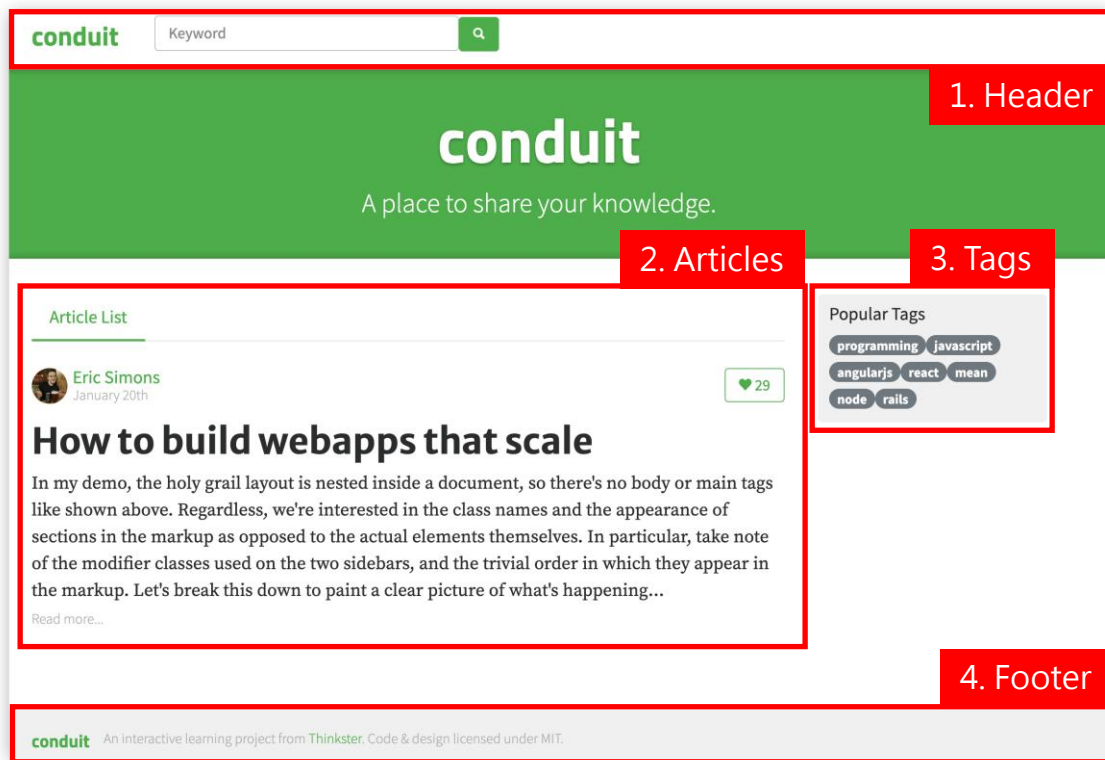 conduit
Keyword
1. Header
conduit
A place to share your knowledge.
2. Articles
3. Tags
Article List
Eric Simons
January 20th
29
How to build webapps that scale
In my demo, the holy grail layout is nested inside a document, so there's no body or main tags
like shown above. Regardless, we're interested in the class names and the appearance of
sections in the markup as opposed to the actual elements themselves. In particular, take note
of the modifier classes used on the two sidebars, and the trivial order in which they appear in
the markup. Let's break this down to paint a clear picture of what's happening...
Read more...
Popular Tags
programming javascript
angularjs react mean
node rails
4. Footer
conduit An interactive learning project from Thinkster. Code & design licensed under MIT.